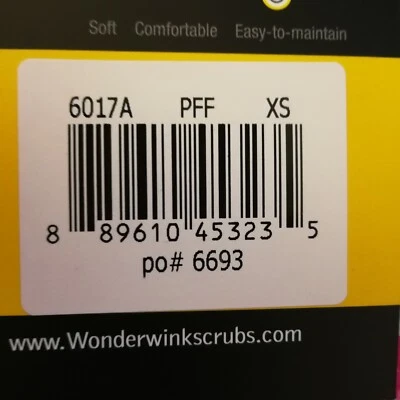 Soft Comfortable Easy-to-maintain
6017A PFF XS
8 89610 45323 5
po# 6693
www.Wonderwinkscrubs.com